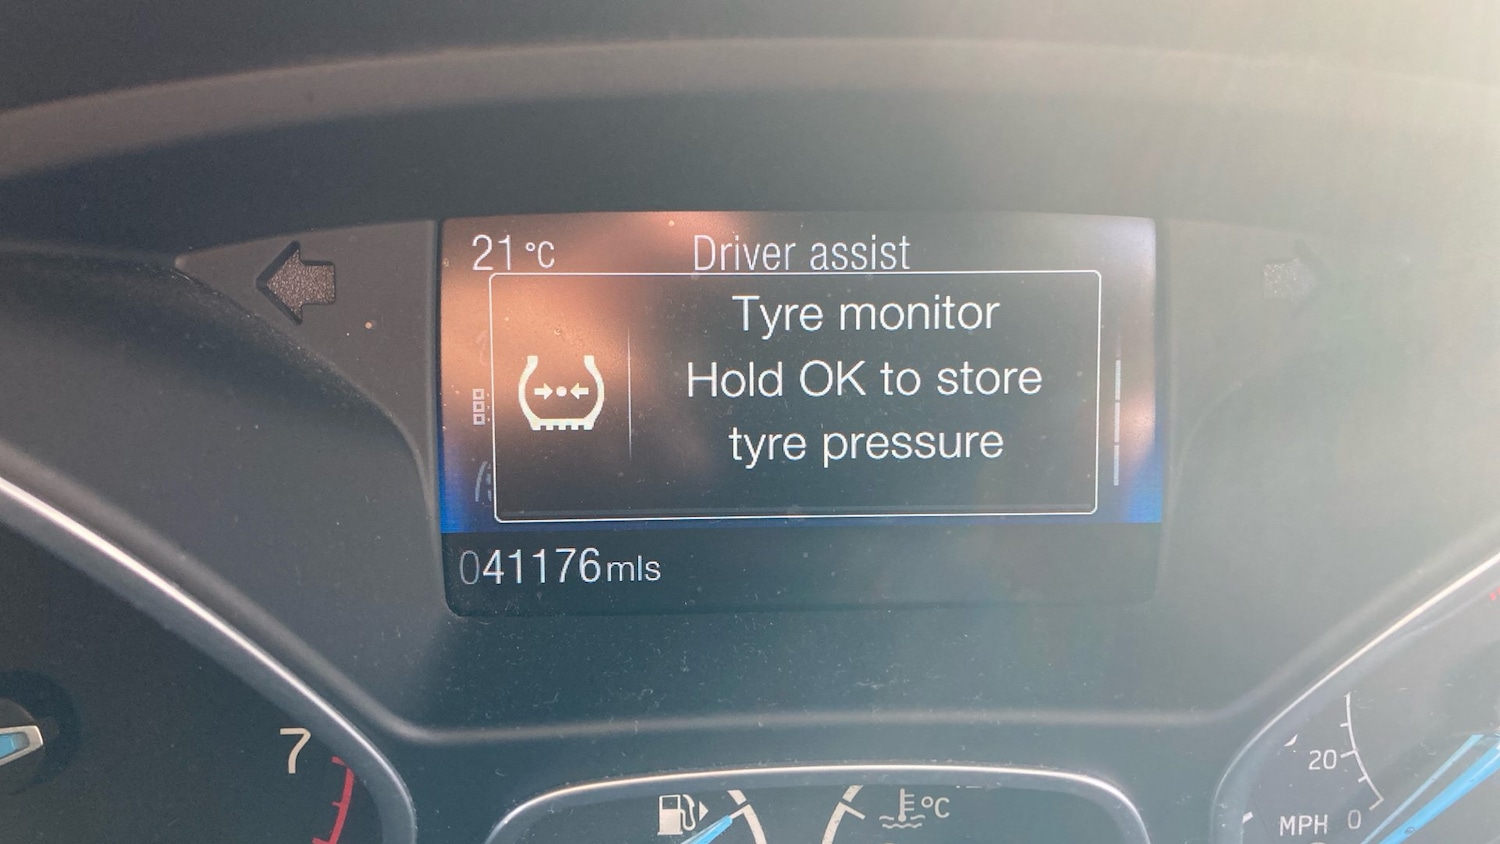 21 °C Driver assist
Tyre monitor
Hold OK to store
tyre pressure
041176mls
7
°C
20
MPH 0